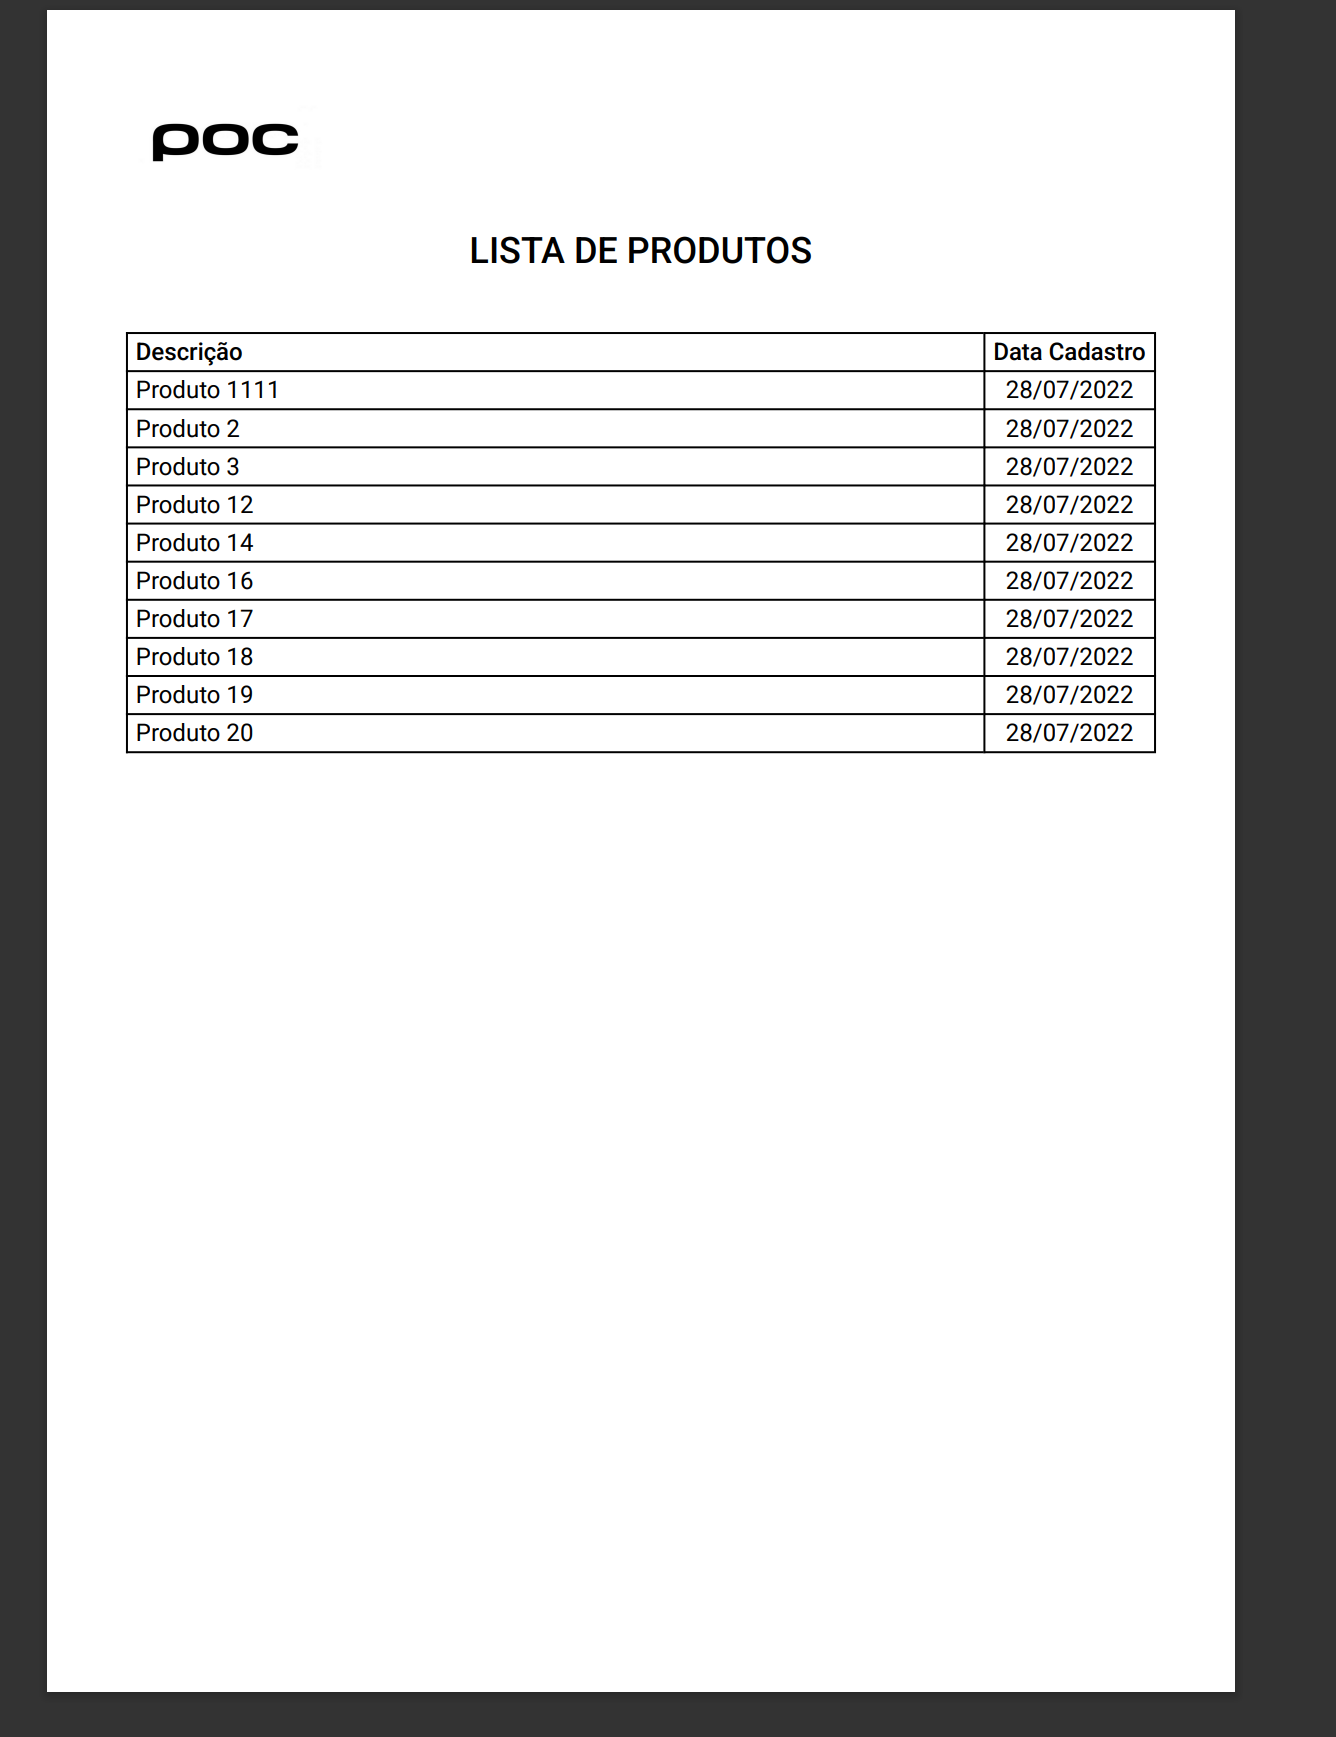 poc
LISTA DE PRODUTOS
Descrição Data Cadastro
Produto 1111 28/07/2022
Produto 2 28/07/2022
Produto 3 28/07/2022
Produto 12 28/07/2022
Produto 14 28/07/2022
Produto 16 28/07/2022
Produto 17 28/07/2022
Produto 18 28/07/2022
Produto 19 28/07/2022
Produto 20 28/07/2022